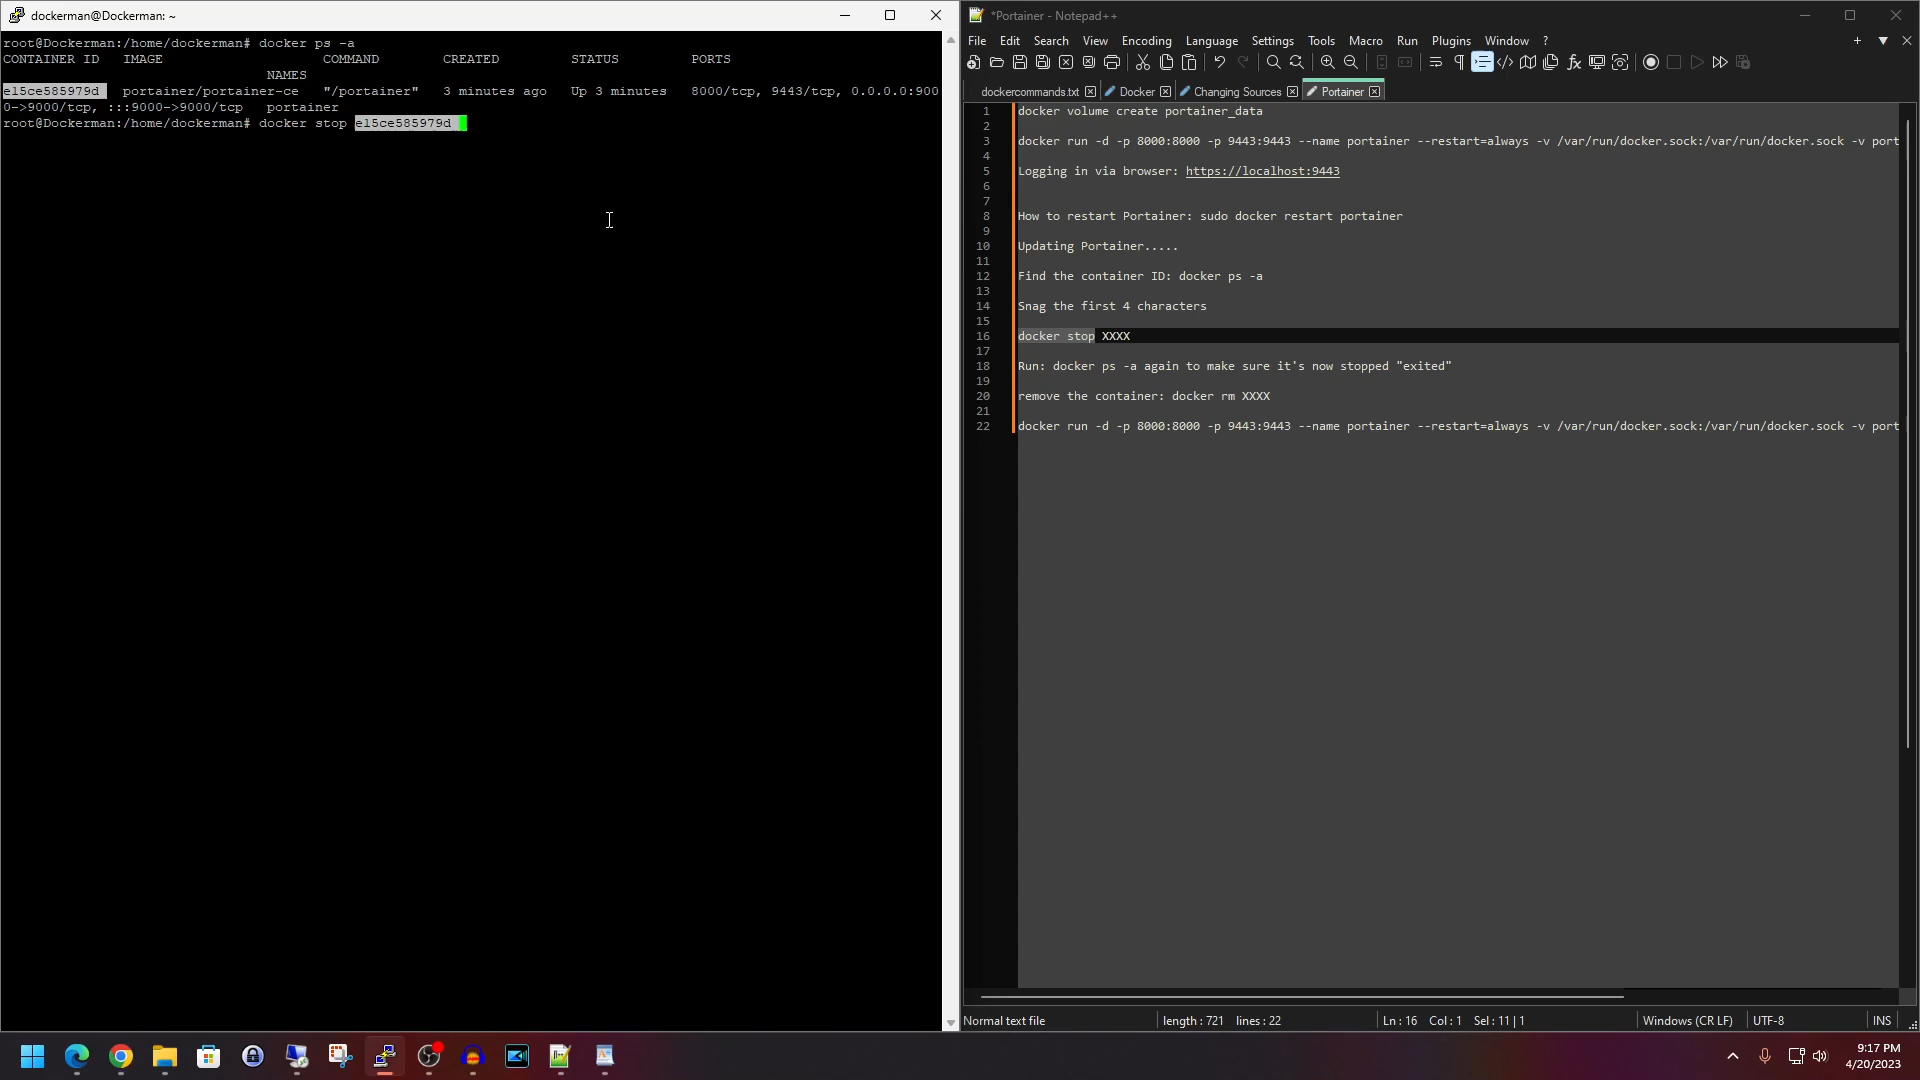 dockerman@Dockerman: ~
root@Dockerman:/home/dockerman# docker ps -a
CONTAINER ID IMAGE COMMAND CREATED STATUS PORTS
NAMES
e15ce585979d portainer/portainer-ce "/portainer" 3 minutes ago Up 3 minutes 8000/tcp, 9443/tcp, 0.0.0.0:900
0->9000/tcp, :::9000->9000/tcp portainer
root@Dockerman:/home/dockerman# docker stop e15ce585979d
*Portainer - Notepad++
File Edit Search View Encoding Language Settings Tools Macro Run Plugins Window ?
dockercommands.txt Docker Changing Sources Portainer
1 docker volume create portainer_data
2
3 docker run -d -p 8000:8000 -p 9443:9443 --name portainer --restart=always -v /var/run/docker.sock:/var/run/docker.sock -v port
4
5 Logging in via browser: https://localhost:9443
6
7
8 How to restart Portainer: sudo docker restart portainer
9
10 Updating Portainer.....
11
12 Find the container ID: docker ps -a
13
14 Snag the first 4 characters
15
16 docker stop XXXX
17
18 Run: docker ps -a again to make sure it's now stopped "exited"
19
20 remove the container: docker rm XXXX
21
22 docker run -d -p 8000:8000 -p 9443:9443 --name portainer --restart=always -v /var/run/docker.sock:/var/run/docker.sock -v port
Normal text file length : 721 lines : 22 Ln : 16 Col : 1 Sel : 11 | 1 Windows (CR LF) UTF-8 INS
9:17 PM
4/20/2023